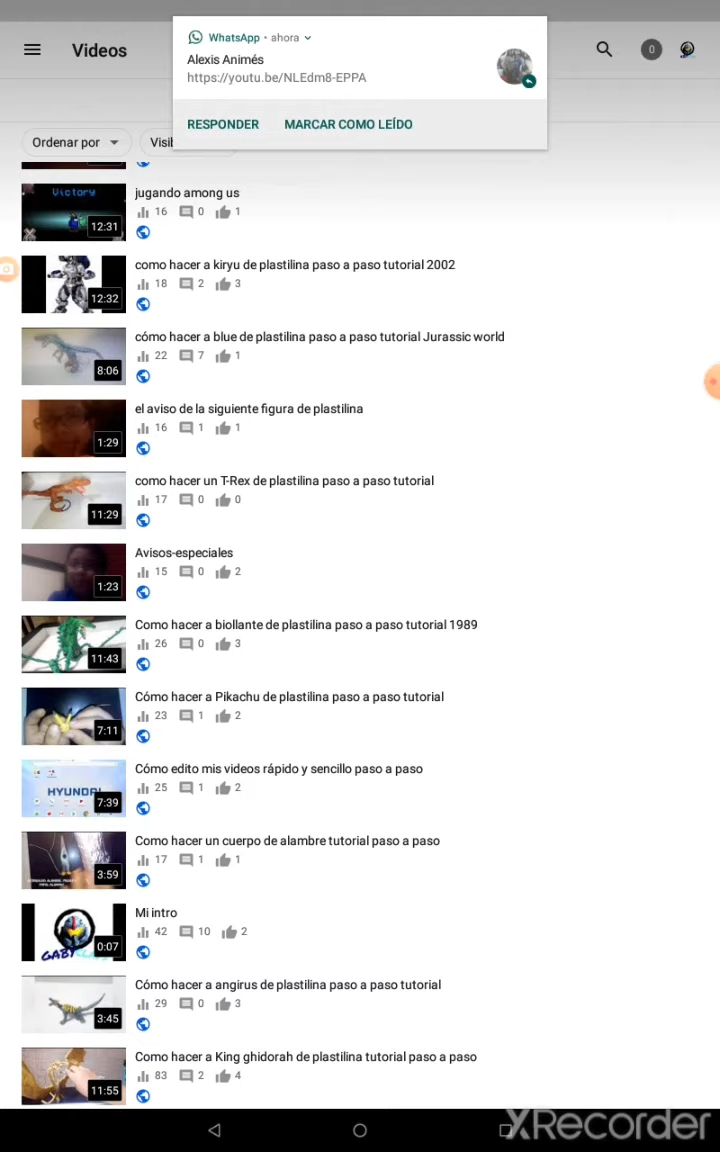 WhatsApp • ahora
Alexis Animés
https://youtu.be/NLEdm8-EPPA
RESPONDER MARCAR COMO LEÍDO
Videos
0
Ordenar por
Visi
Victory
12:31
jugando among us
16 0 1
12:32
como hacer a kiryu de plastilina paso a paso tutorial 2002
18 2 3
8:06
cómo hacer a blue de plastilina paso a paso tutorial Jurassic world
22 7 1
1:29
el aviso de la siguiente figura de plastilina
16 1 1
11:29
como hacer un T-Rex de plastilina paso a paso tutorial
17 0 0
1:23
Avisos-especiales
15 0 2
11:43
Como hacer a biollante de plastilina paso a paso tutorial 1989
26 0 3
7:11
Cómo hacer a Pikachu de plastilina paso a paso tutorial
23 1 2
HYUNDAI
7:39
Cómo edito mis videos rápido y sencillo paso a paso
25 1 2
3:59
Como hacer un cuerpo de alambre tutorial paso a paso
17 1 1
0:07
Mi intro
42 10 2
3:45
Cómo hacer a angirus de plastilina paso a paso tutorial
29 0 3
11:55
Como hacer a King ghidorah de plastilina tutorial paso a paso
83 2 4
XRecorder